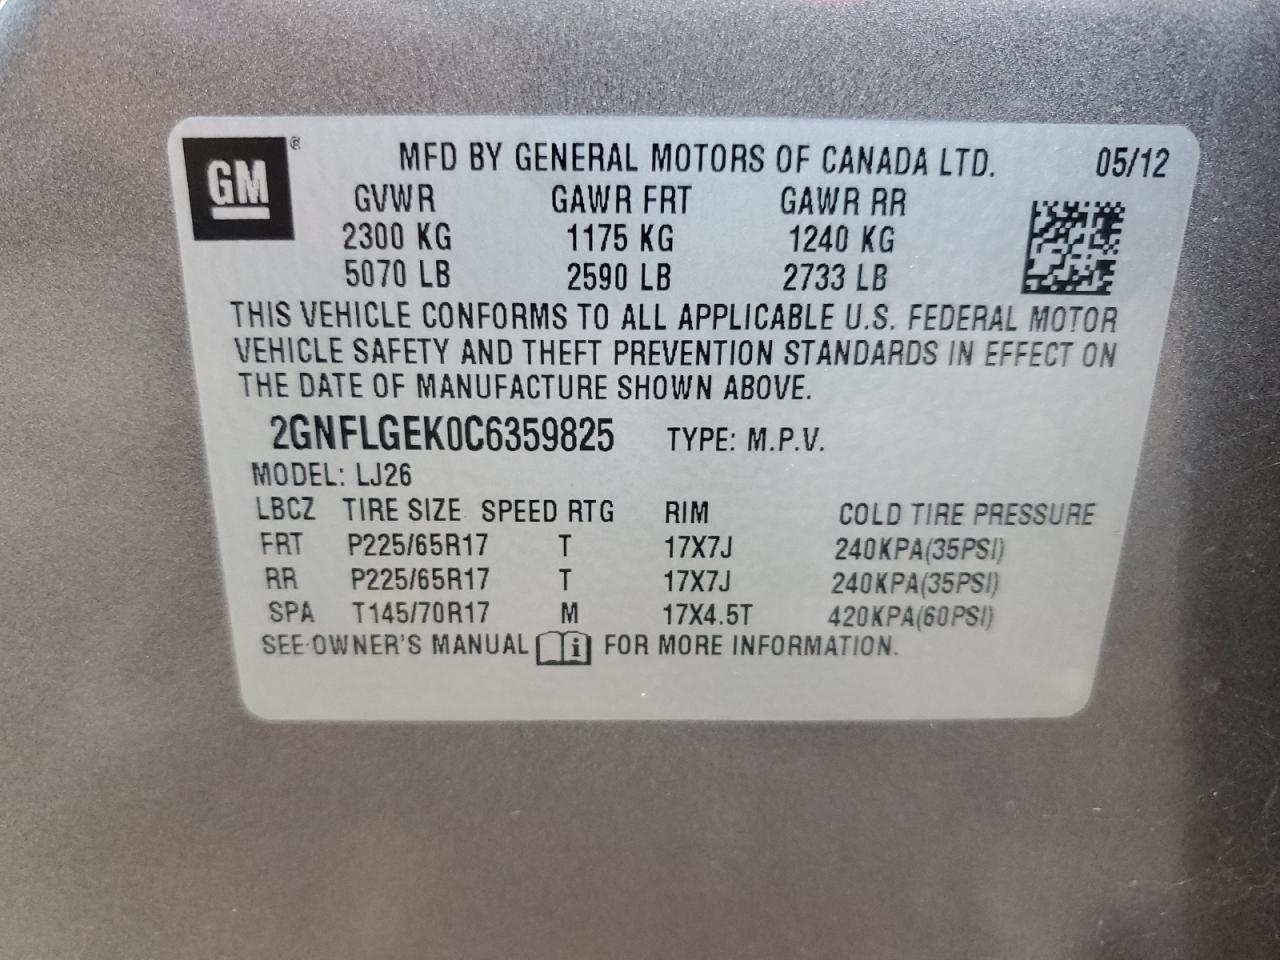 GM®
MFD BY GENERAL MOTORS OF CANADA LTD. 05/12
GVWR GAWR FRT GAWR RR
2300 KG 1175 KG 1240 KG
5070 LB 2590 LB 2733 LB
THIS VEHICLE CONFORMS TO ALL APPLICABLE U.S. FEDERAL MOTOR
VEHICLE SAFETY AND THEFT PREVENTION STANDARDS IN EFFECT ON
THE DATE OF MANUFACTURE SHOWN ABOVE.
2GNFLGEK0C6359825 TYPE: M.P.V.
MODEL: LJ26
LBCZ TIRE SIZE SPEED RTG RIM COLD TIRE PRESSURE
FRT P225/65R17 T 17X7J 240KPA(35PSI)
RR P225/65R17 T 17X7J 240KPA(35PSI)
SPA T145/70R17 M 17X4.5T 420KPA(60PSI)
SEE OWNER'S MANUAL i FOR MORE INFORMATION.